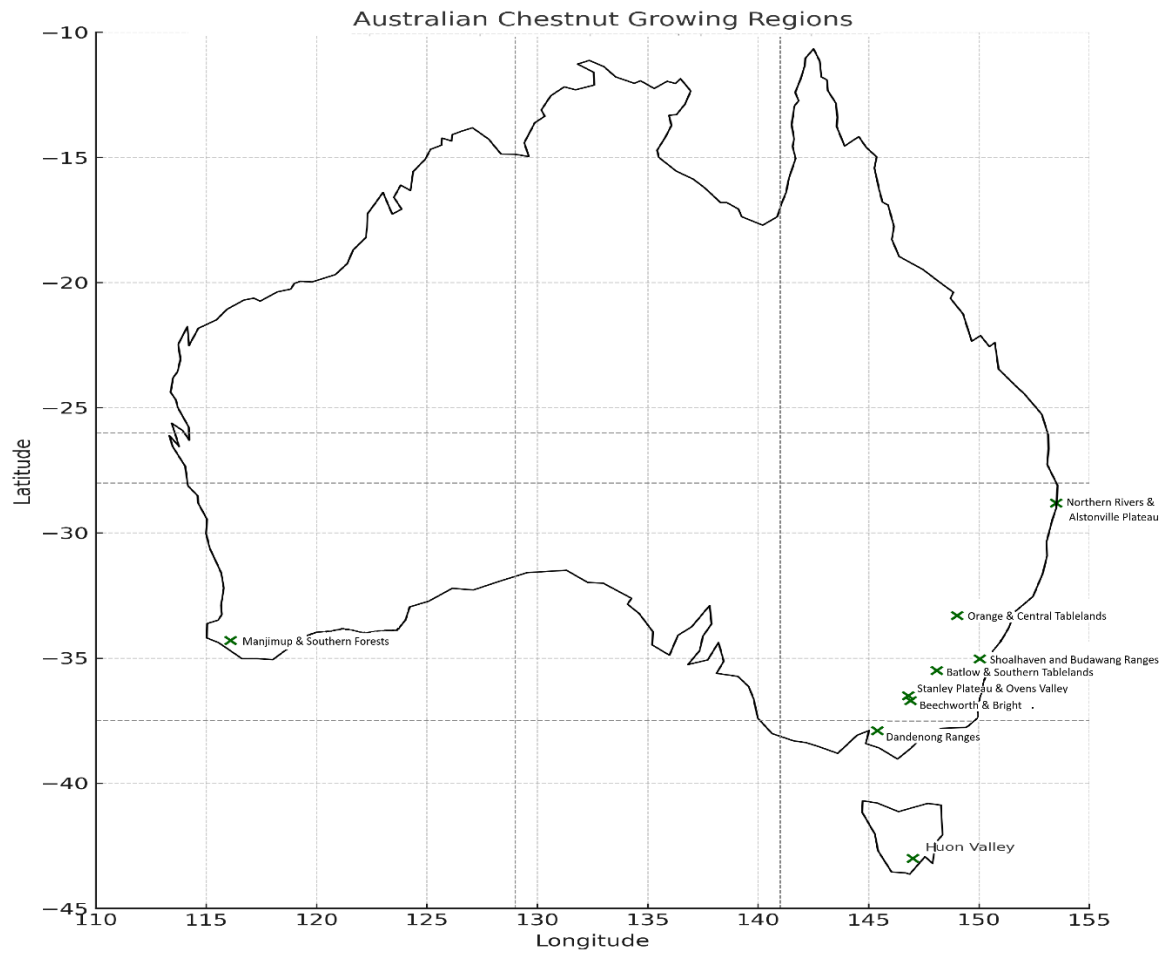 Australian Chestnut Growing Regions
−10
−15
−20
−25
−30
−35
−40
−45
Latitude
Northern Rivers &
Alstonville Plateau
Orange & Central Tablelands
Manjimup & Southern Forests
Shoalhaven and Budawang Ranges
Batlow & Southern Tablelands
Stanley Plateau & Ovens Valley
Beechworth & Bright .
Dandenong Ranges
Huon Valley
110 115 120 125 130 135 140 145 150 155
Longitude